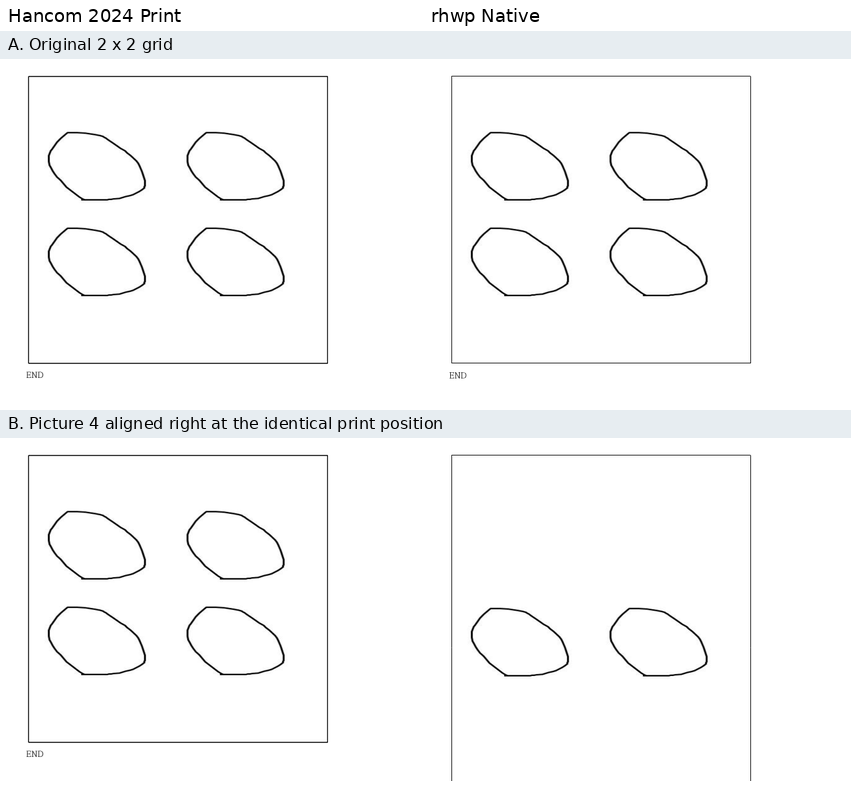 Hancom 2024 Print
rhwp Native
A. Original 2 x 2 grid
END
END
B. Picture 4 aligned right at the identical print position
END